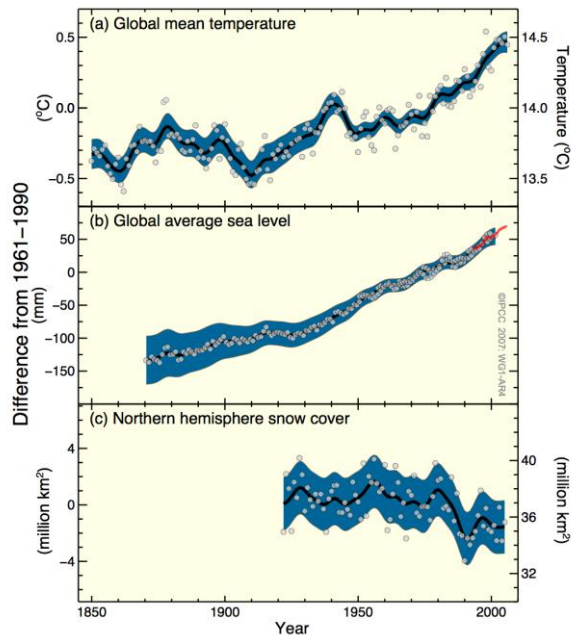 (a) Global mean temperature
0.5
0.0
−0.5
(°C)
14.5
14.0
13.5
Temperature (°C)
Difference from 1961–1990
(b) Global average sea level
50
0
−50
−100
−150
(mm)
©IPCC 2007: WG1-AR4
(c) Northern hemisphere snow cover
4
0
−4
(million km²)
40
36
32
(million km²)
1850
1900
1950
2000
Year